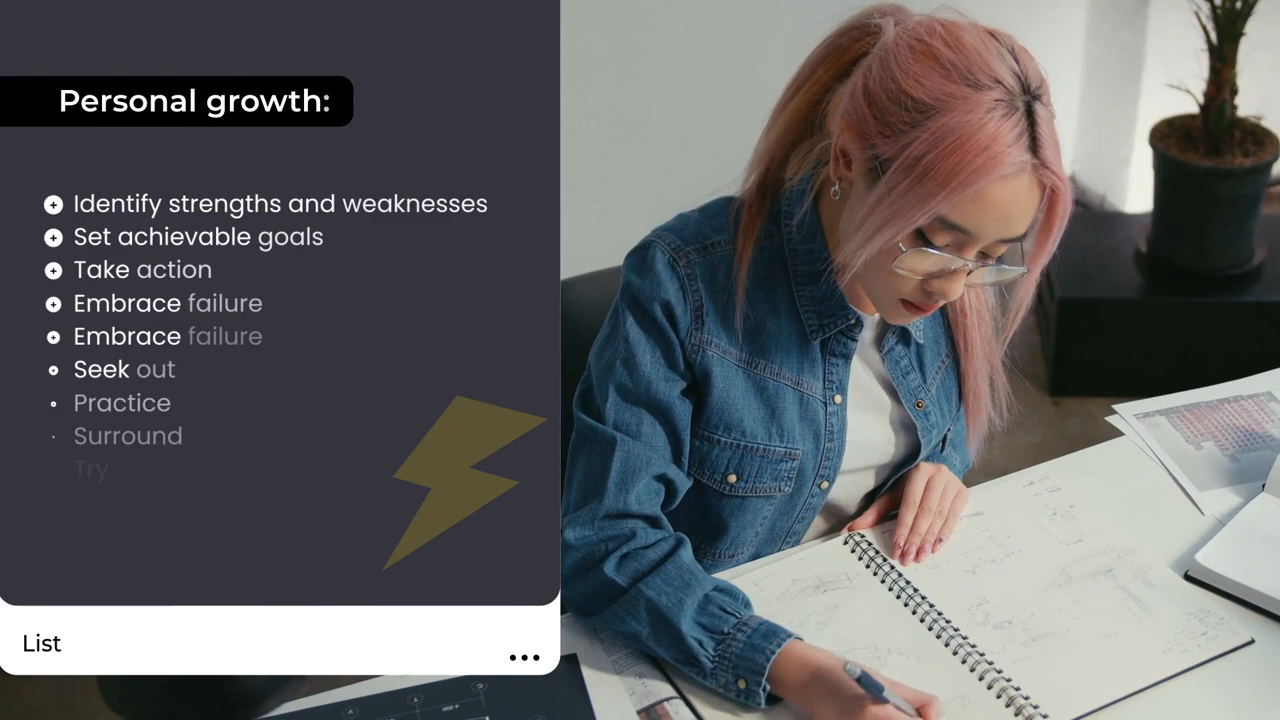 Personal growth:
Identify strengths and weaknesses
Set achievable goals
Take action
Embrace failure
Embrace failure
Seek out
Practice
Surround
Try
List